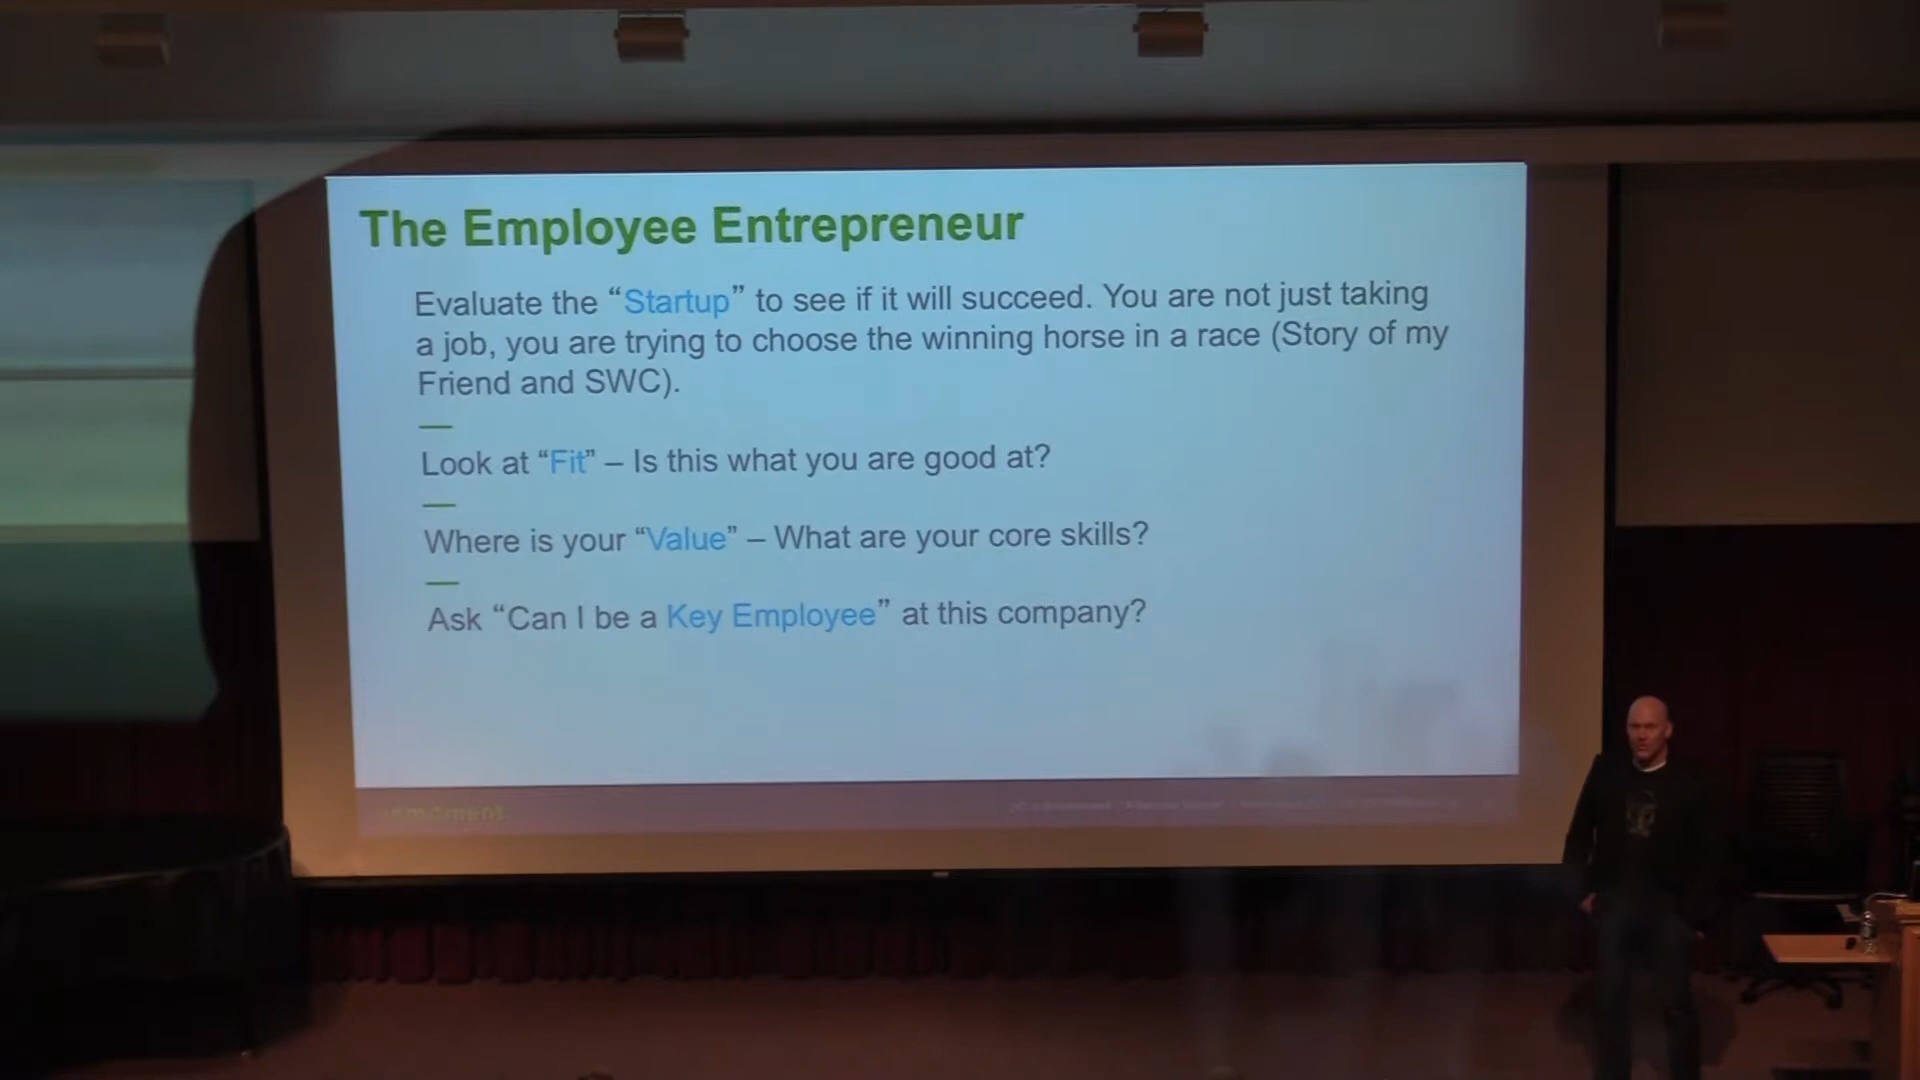 The Employee Entrepreneur
Evaluate the “Startup” to see if it will succeed. You are not just taking
a job, you are trying to choose the winning horse in a race (Story of my
Friend and SWC).
Look at “Fit” – Is this what you are good at?
Where is your “Value” – What are your core skills?
Ask “Can I be a Key Employee” at this company?